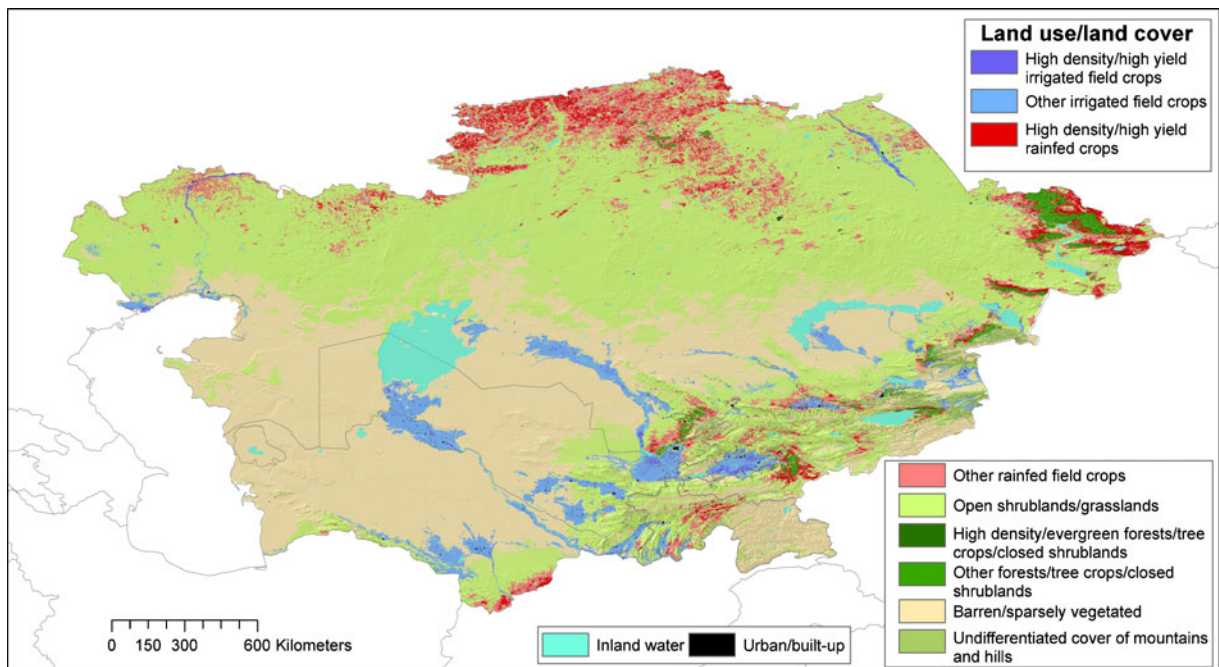 Land use/land cover
High density/high yield
irrigated field crops
Other irrigated field crops
High density/high yield
rainfed crops
Other rainfed field crops
Open shrublands/grasslands
High density/evergreen forests/tree
crops/closed shrublands
Other forests/tree crops/closed
shrublands
Barren/sparsely vegetated
Undifferentiated cover of mountains
and hills
0 150 300 600 Kilometers
Inland water
Urban/built-up